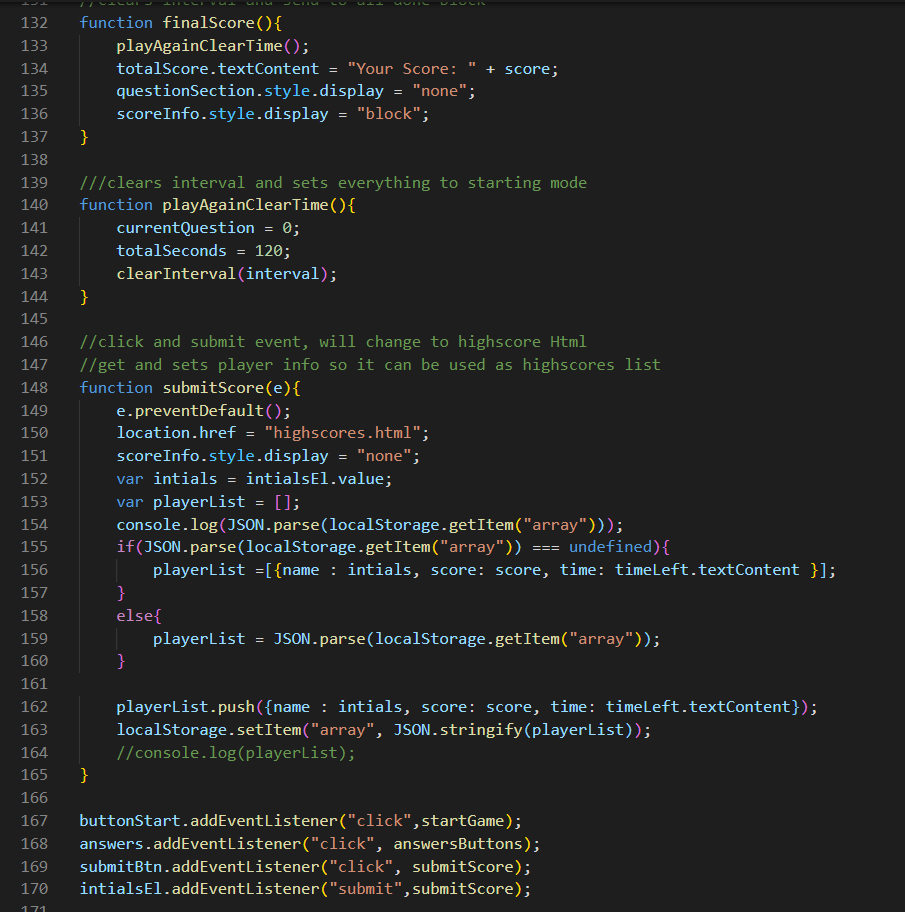 131 //clears interval and send to all done block
132 function finalScore(){
133 playAgainClearTime();
134 totalScore.textContent = "Your Score: " + score;
135 questionSection.style.display = "none";
136 scoreInfo.style.display = "block";
137 }
138
139 ///clears interval and sets everything to starting mode
140 function playAgainClearTime(){
141 currentQuestion = 0;
142 totalSeconds = 120;
143 clearInterval(interval);
144 }
145
146 //click and submit event, will change to highscore Html
147 //get and sets player info so it can be used as highscores list
148 function submitScore(e){
149 e.preventDefault();
150 location.href = "highscores.html";
151 scoreInfo.style.display = "none";
152 var intials = intialsEl.value;
153 var playerList = [];
154 console.log(JSON.parse(localStorage.getItem("array")));
155 if(JSON.parse(localStorage.getItem("array")) === undefined){
156 playerList =[{name : intials, score: score, time: timeLeft.textContent }];
157 }
158 else{
159 playerList = JSON.parse(localStorage.getItem("array"));
160 }
161
162 playerList.push({name : intials, score: score, time: timeLeft.textContent});
163 localStorage.setItem("array", JSON.stringify(playerList));
164 //console.log(playerList);
165 }
166
167 buttonStart.addEventListener("click",startGame);
168 answers.addEventListener("click", answersButtons);
169 submitBtn.addEventListener("click", submitScore);
170 intialsEl.addEventListener("submit",submitScore);
171